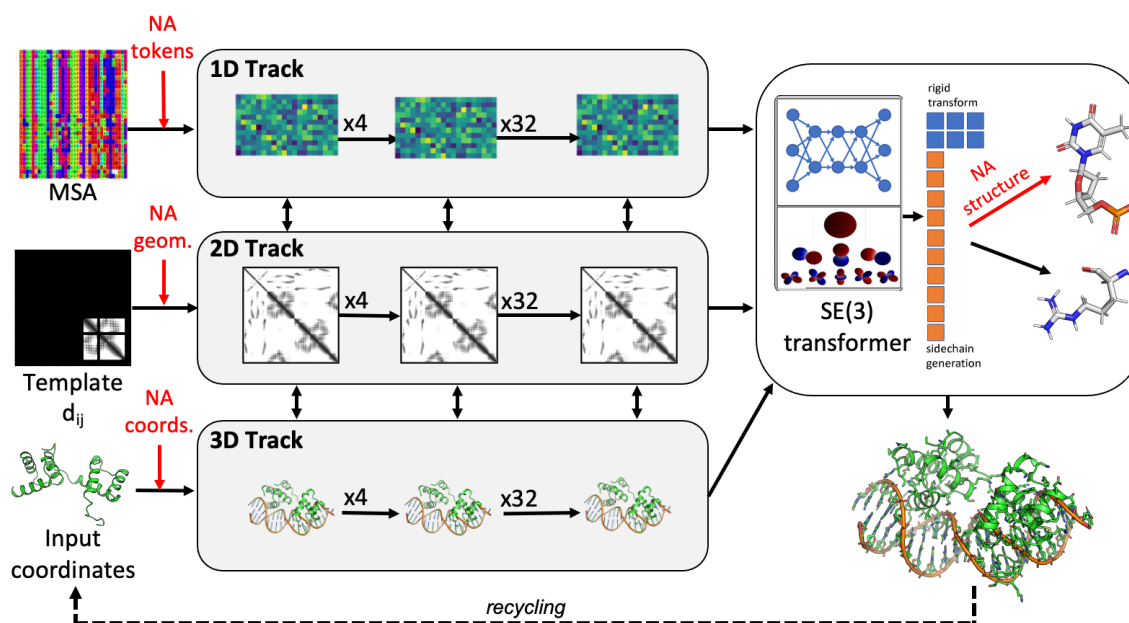 NA
tokens
MSA
1D Track
x4
x32
NA
geom.
Template
dij
2D Track
x4
x32
NA
coords.
Input
coordinates
3D Track
x4
x32
rigid
transform
NA
structure
SE(3)
transformer
sidechain
generation
recycling